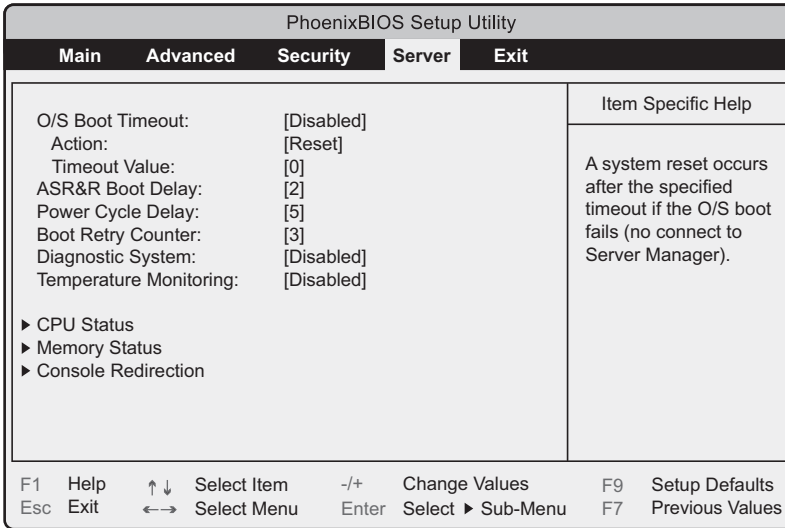 PhoenixBIOS Setup Utility
Main Advanced Security Server Exit
O/S Boot Timeout: [Disabled]
Action: [Reset]
Timeout Value: [0]
ASR&R Boot Delay: [2]
Power Cycle Delay: [5]
Boot Retry Counter: [3]
Diagnostic System: [Disabled]
Temperature Monitoring: [Disabled]
▶ CPU Status
▶ Memory Status
▶ Console Redirection
Item Specific Help
A system reset occurs
after the specified
timeout if the O/S boot
fails (no connect to
Server Manager).
F1 Help ↑↓ Select Item -/+ Change Values F9 Setup Defaults
Esc Exit ←→ Select Menu Enter Select ▶ Sub-Menu F7 Previous Values